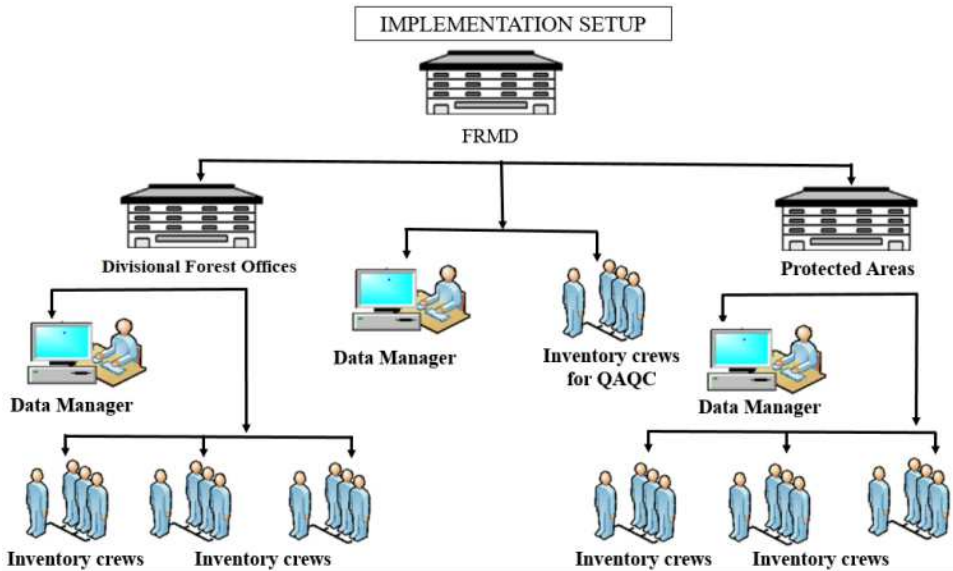 IMPLEMENTATION SETUP
FRMD
Divisional Forest Offices
Protected Areas
Data Manager
Inventory crews
for QAQC
Data Manager
Data Manager
Inventory crews
Inventory crews
Inventory crews
Inventory crews